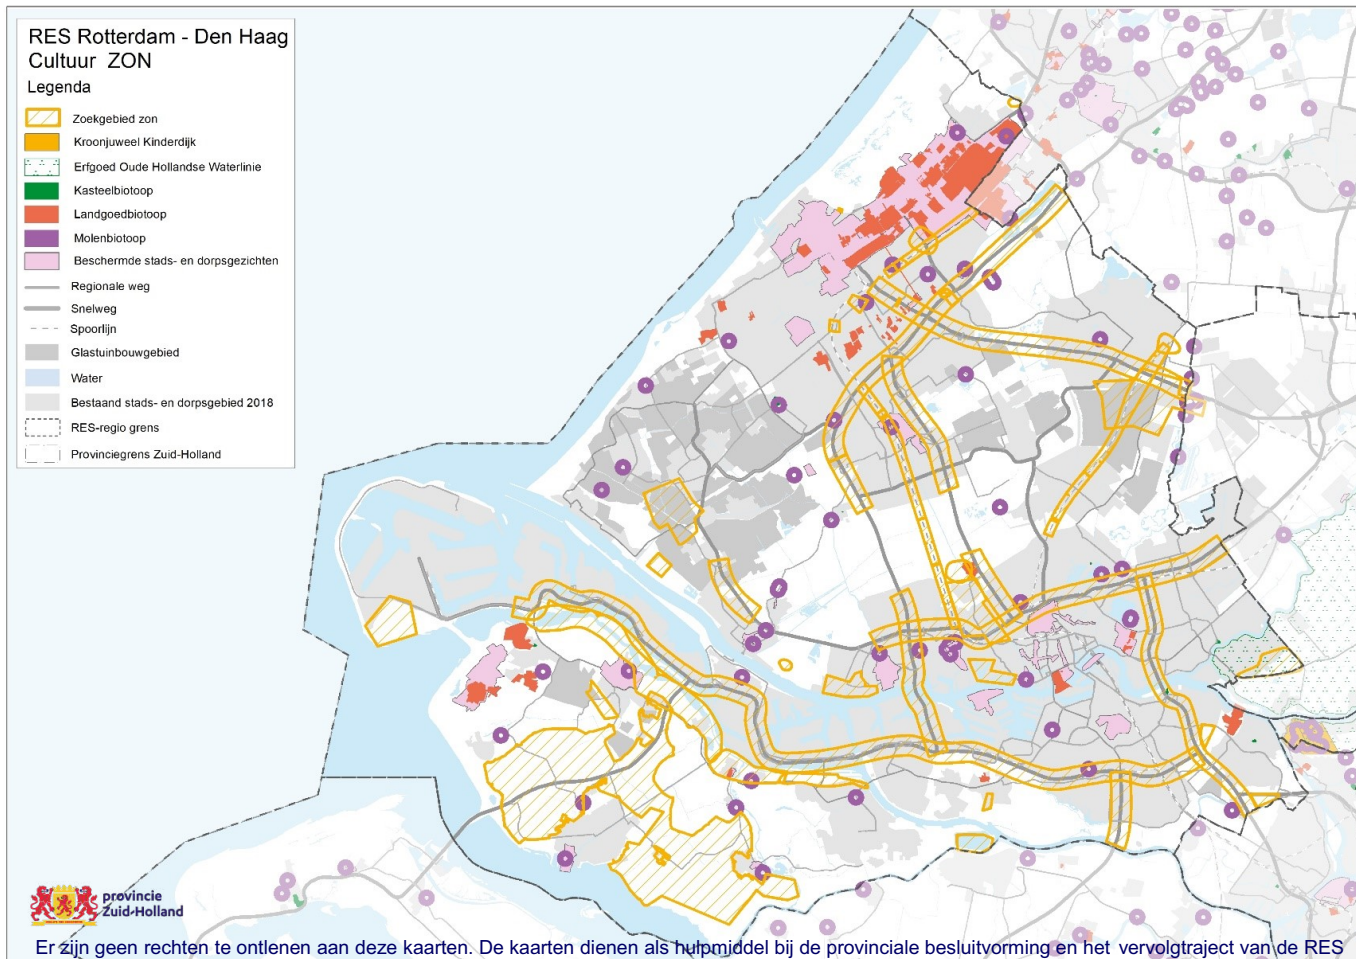 RES Rotterdam - Den Haag
Cultuur ZON
Legenda
Zoekgebied zon
Kroonjuweel Kinderdijk
Erfgoed Oude Hollandse Waterlinie
Kasteelbiotoop
Landgoedbiotoop
Molenbiotoop
Beschermde stads- en dorpsgezichten
Regionale weg
Snelweg
Spoorlijn
Glastuinbouwgebied
Water
Bestaand stads- en dorpsgebied 2018
RES-regio grens
Provinciegrens Zuid-Holland
provincie
Zuid-Holland
Er zijn geen rechten te ontlenen aan deze kaarten. De kaarten dienen als hulpmiddel bij de provinciale besluitvorming en het vervolgtraject van de RES